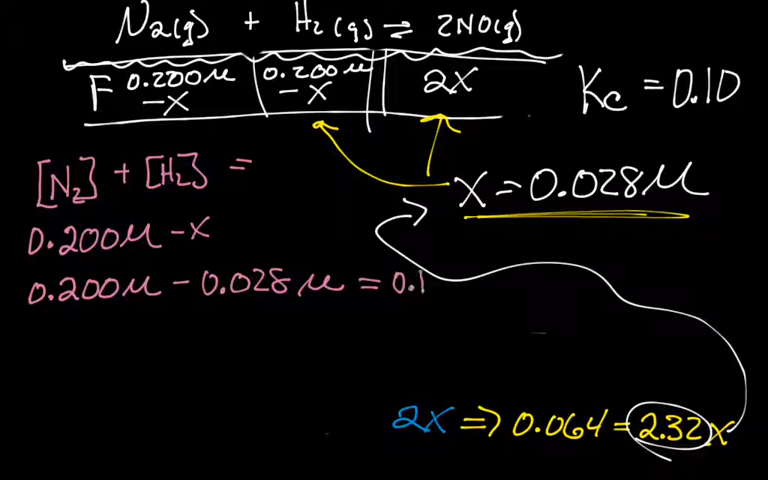 N2(g) + H2(g) ⇌ 2NO(g)
F 0.200M -X 0.200M -X 2X
Kc = 0.10
X = 0.028M
[N2] + [H2] =
0.200M - X
0.200M - 0.028M = 0.1
2X ⇒ 0.064 = 2.32X